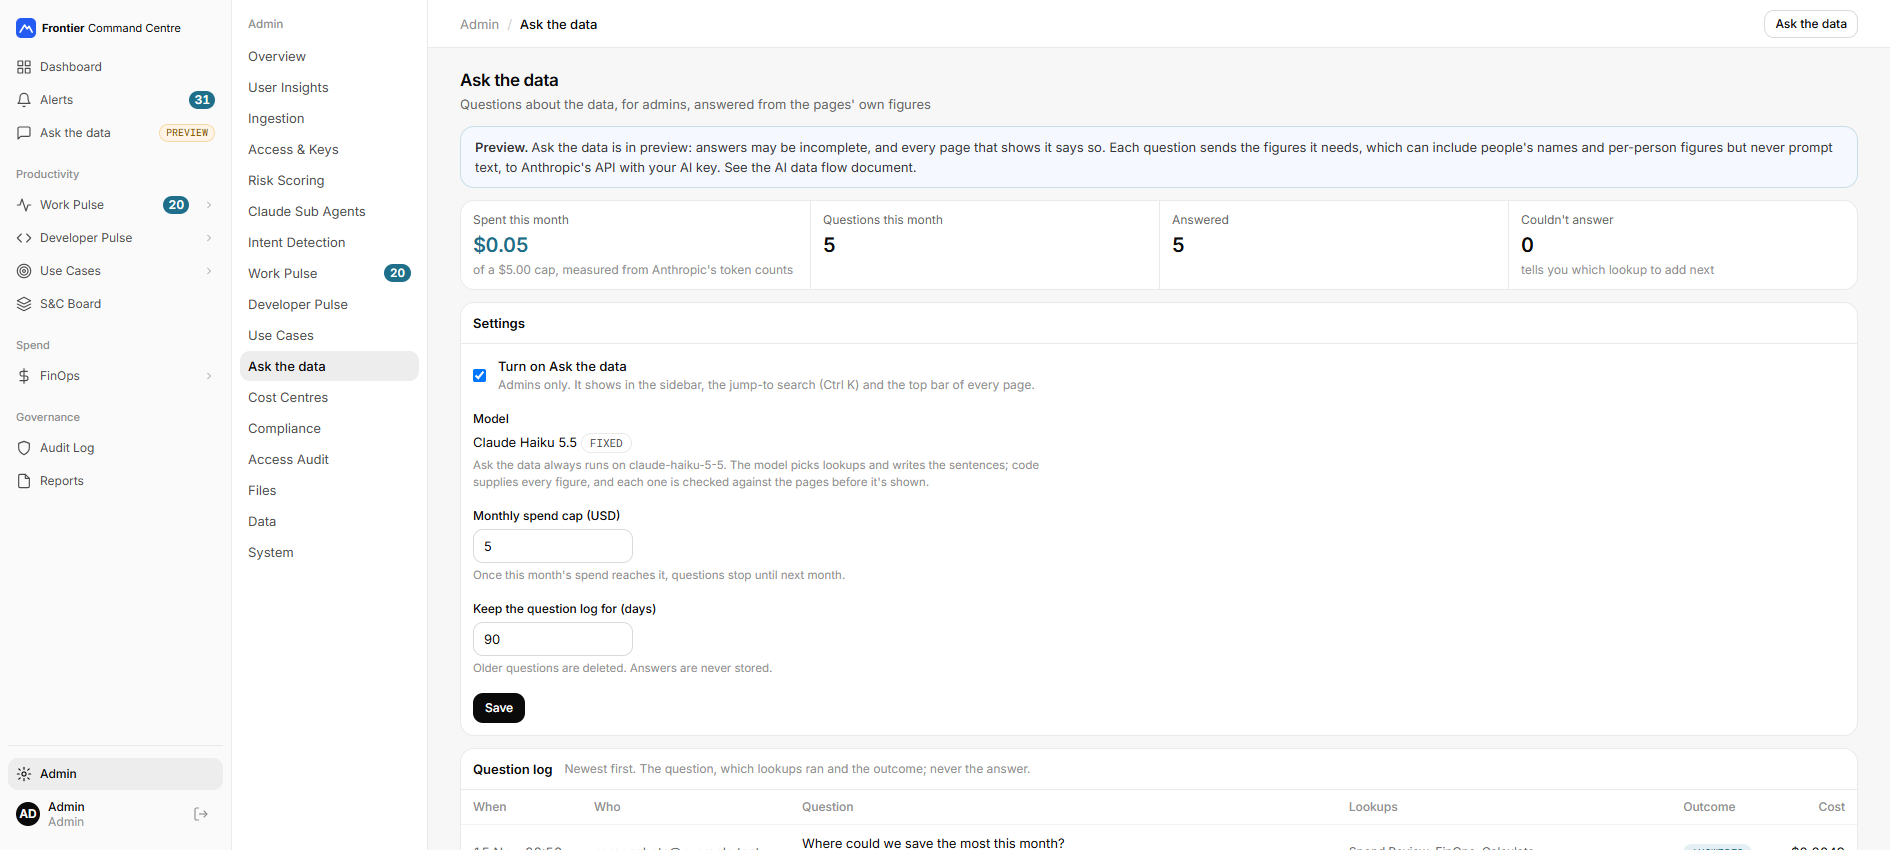 Frontier Command Centre
Dashboard
Alerts 31
Ask the data PREVIEW
Productivity
Work Pulse 20
Developer Pulse
Use Cases
S&C Board
Spend
FinOps
Governance
Audit Log
Reports
Admin
AD Admin
Admin
Admin
Overview
User Insights
Ingestion
Access & Keys
Risk Scoring
Claude Sub Agents
Intent Detection
Work Pulse 20
Developer Pulse
Use Cases
Ask the data
Cost Centres
Compliance
Access Audit
Files
Data
System
Admin / Ask the data
Ask the data
Ask the data
Questions about the data, for admins, answered from the pages' own figures
Preview. Ask the data is in preview: answers may be incomplete, and every page that shows it says so. Each question sends the figures it needs, which can include people's names and per-person figures but never prompt
text, to Anthropic's API with your AI key. See the AI data flow document.
Spent this month
$0.05
of a $5.00 cap, measured from Anthropic's token counts
Questions this month
5
Answered
5
Couldn't answer
0
tells you which lookup to add next
Settings
Turn on Ask the data
Admins only. It shows in the sidebar, the jump-to search (Ctrl K) and the top bar of every page.
Model
Claude Haiku 5.5 FIXED
Ask the data always runs on claude-haiku-5-5. The model picks lookups and writes the sentences; code
supplies every figure, and each one is checked against the pages before it's shown.
Monthly spend cap (USD)
5
Once this month's spend reaches it, questions stop until next month.
Keep the question log for (days)
90
Older questions are deleted. Answers are never stored.
Save
Question log Newest first. The question, which lookups ran and the outcome; never the answer.
When Who Question Lookups Outcome Cost
Where could we save the most this month?